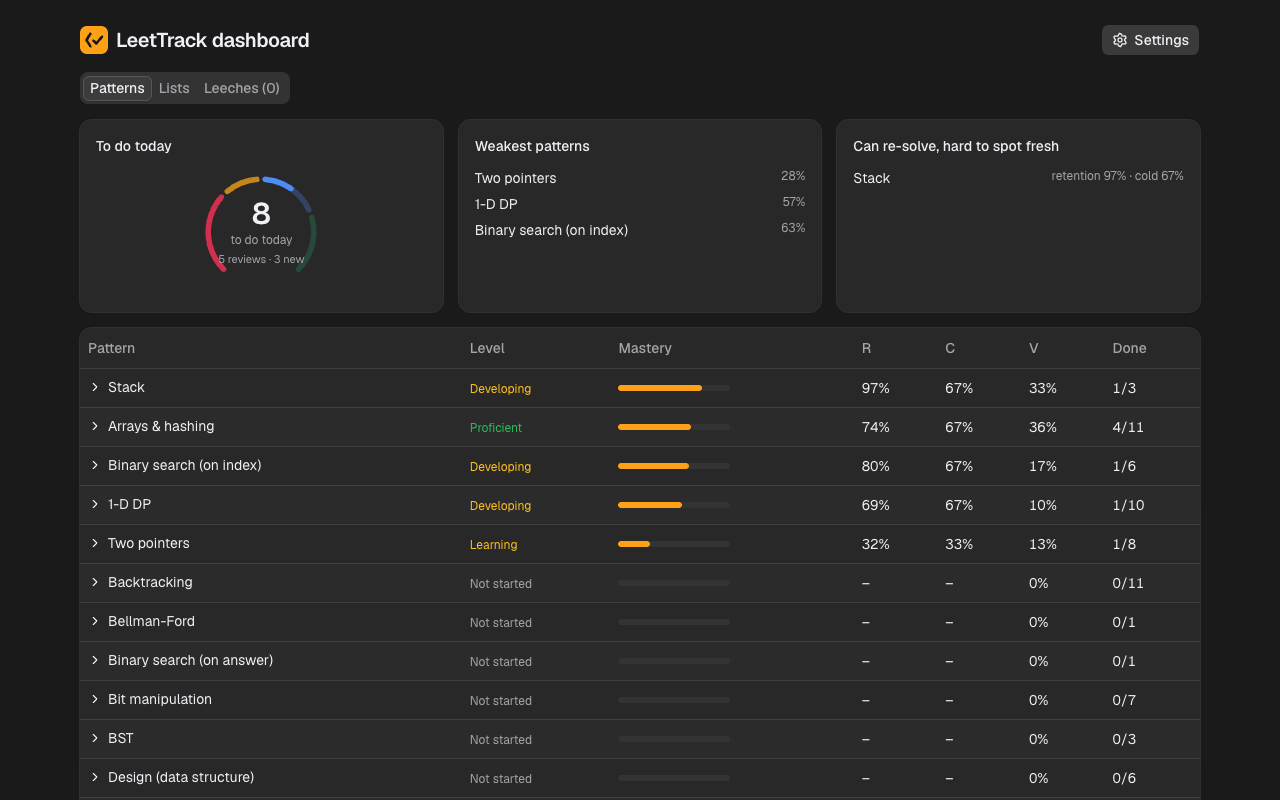 LeetTrack dashboard
Settings
Patterns Lists Leeches (0)
To do today
8
to do today
5 reviews · 3 new
Weakest patterns
Two pointers 28%
1-D DP 57%
Binary search (on index) 63%
Can re-solve, hard to spot fresh
Stack retention 97% · cold 67%
Pattern Level Mastery R C V Done
Stack Developing 97% 67% 33% 1/3
Arrays & hashing Proficient 74% 67% 36% 4/11
Binary search (on index) Developing 80% 67% 17% 1/6
1-D DP Developing 69% 67% 10% 1/10
Two pointers Learning 32% 33% 13% 1/8
Backtracking Not started – – 0% 0/11
Bellman-Ford Not started – – 0% 0/1
Binary search (on answer) Not started – – 0% 0/1
Bit manipulation Not started – – 0% 0/7
BST Not started – – 0% 0/3
Design (data structure) Not started – – 0% 0/6